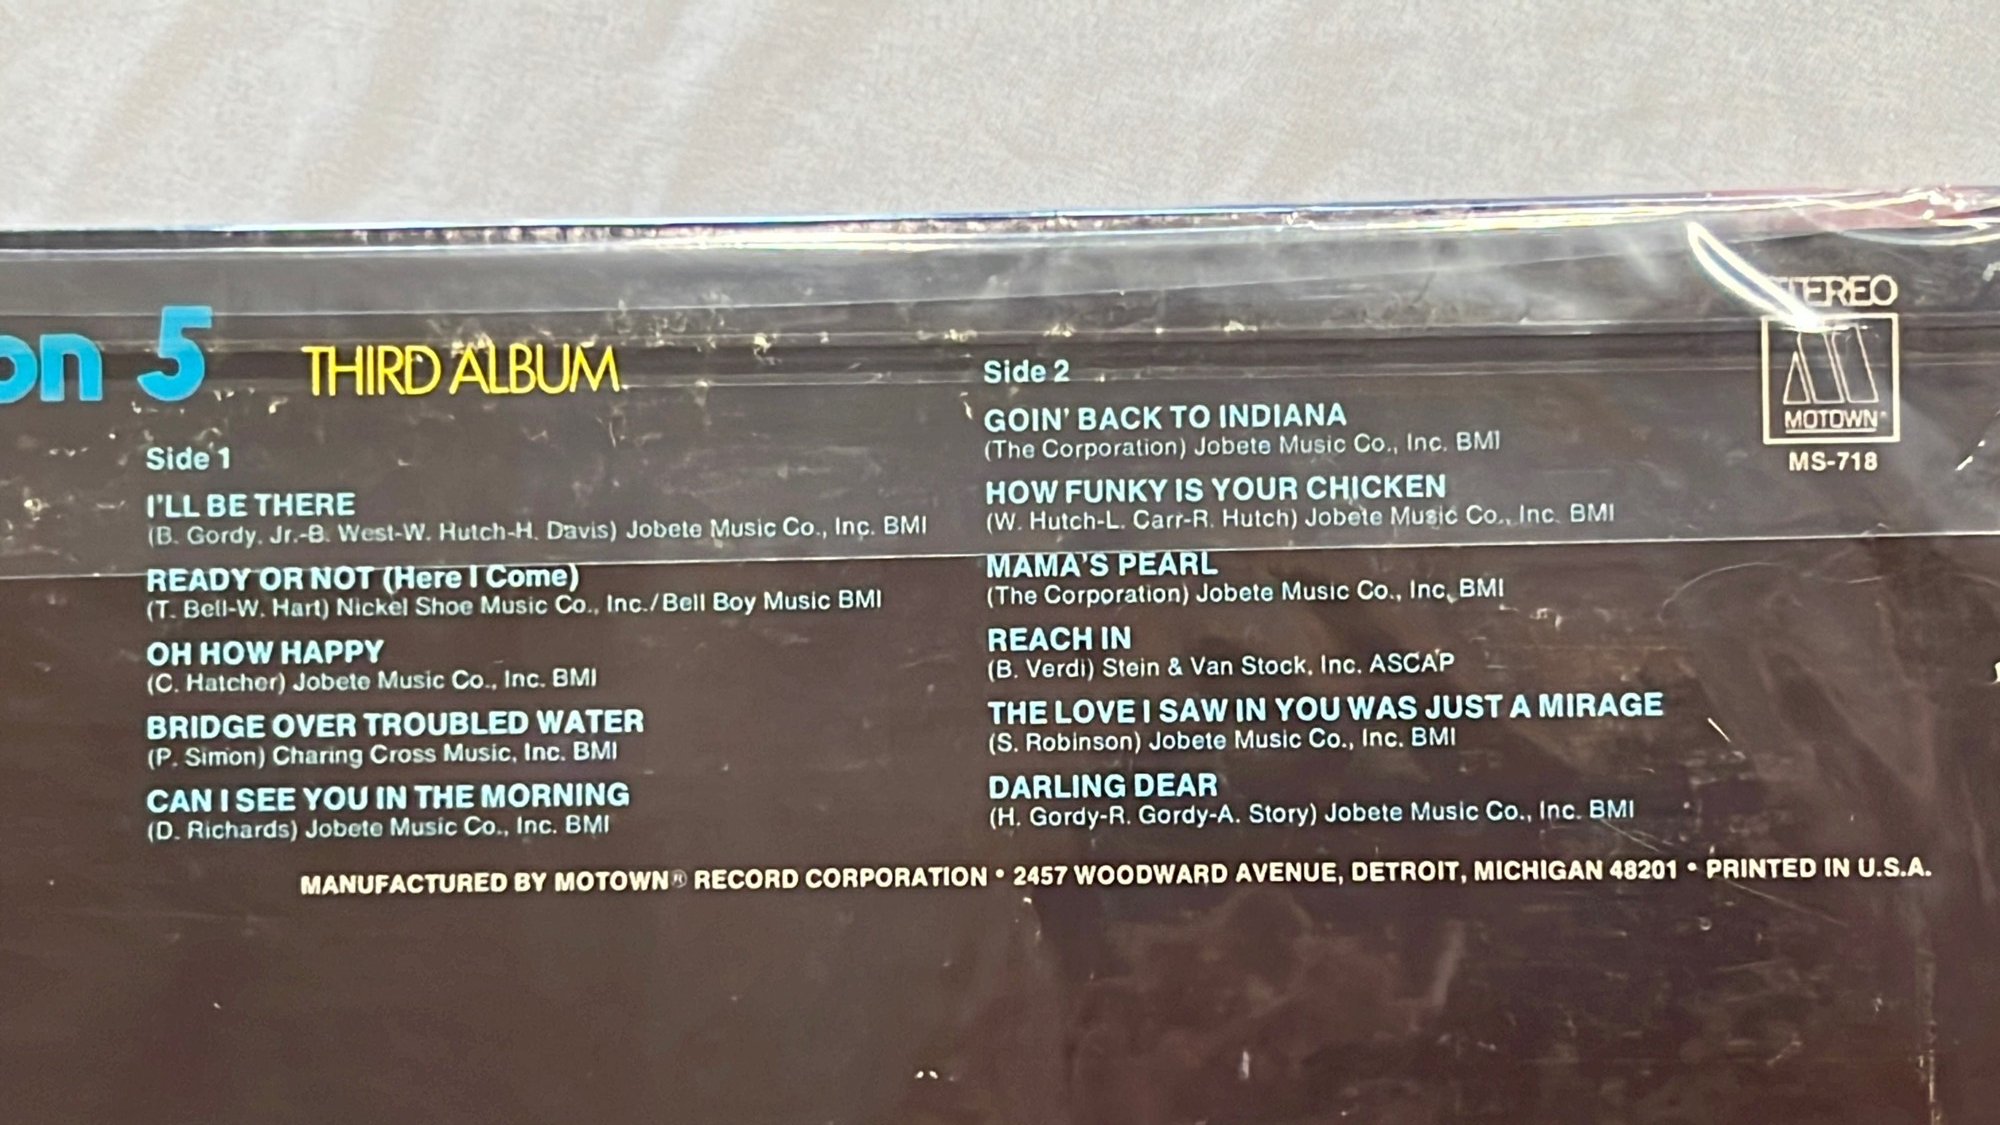 on 5 THIRD ALBUM
Side 1
I'LL BE THERE
(B. Gordy, Jr.-B. West-W. Hutch-H. Davis) Jobete Music Co., Inc. BMI
READY OR NOT (Here I Come)
(T. Bell-W. Hart) Nickel Shoe Music Co., Inc./Bell Boy Music BMI
OH HOW HAPPY
(C. Hatcher) Jobete Music Co., Inc. BMI
BRIDGE OVER TROUBLED WATER
(P. Simon) Charing Cross Music, Inc. BMI
CAN I SEE YOU IN THE MORNING
(D. Richards) Jobete Music Co., Inc. BMI
Side 2
GOIN' BACK TO INDIANA
(The Corporation) Jobete Music Co., Inc. BMI
HOW FUNKY IS YOUR CHICKEN
(W. Hutch-L. Carr-R. Hutch) Jobete Music Co., Inc. BMI
MAMA'S PEARL
(The Corporation) Jobete Music Co., Inc. BMI
REACH IN
(B. Verdi) Stein & Van Stock, Inc. ASCAP
THE LOVE I SAW IN YOU WAS JUST A MIRAGE
(S. Robinson) Jobete Music Co., Inc. BMI
DARLING DEAR
(H. Gordy-R. Gordy-A. Story) Jobete Music Co., Inc. BMI
STEREO
MOTOWN®
MS-718
MANUFACTURED BY MOTOWN® RECORD CORPORATION • 2457 WOODWARD AVENUE, DETROIT, MICHIGAN 48201 • PRINTED IN U.S.A.